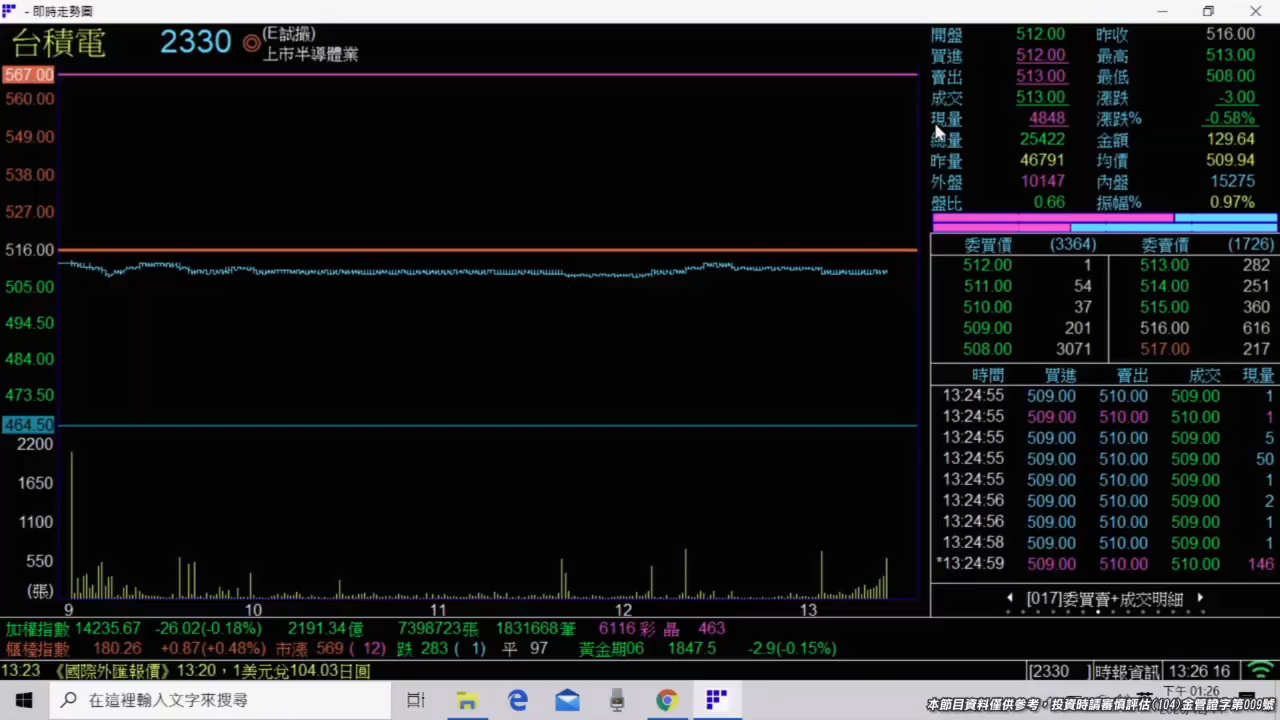 - 即時走勢圖
台積電 2330 (E試撮)
上市半導體業
567.00
560.00
549.00
538.00
527.00
516.00
505.00
494.50
484.00
473.50
464.50
2200
1650
1100
550
(張)
9 10 11 12 13
開盤 512.00 昨收 516.00
買進 512.00 最高 513.00
賣出 513.00 最低 508.00
成交 513.00 漲跌 -3.00
現量 4848 漲跌% -0.58%
總量 25422 金額 129.64
昨量 46791 均價 509.94
外盤 10147 內盤 15275
盤比 0.66 振幅% 0.97%
委買價 (3364) 委賣價 (1726)
512.00 1 513.00 282
511.00 54 514.00 251
510.00 37 515.00 360
509.00 201 516.00 616
508.00 3071 517.00 217
時間 買進 賣出 成交 現量
13:24:55 509.00 510.00 509.00 1
13:24:55 509.00 510.00 510.00 1
13:24:55 509.00 510.00 509.00 5
13:24:55 509.00 510.00 509.00 50
13:24:55 509.00 510.00 509.00 1
13:24:56 509.00 510.00 509.00 2
13:24:56 509.00 510.00 509.00 1
13:24:58 509.00 510.00 509.00 1
*13:24:59 509.00 510.00 510.00 146
[017]委買賣+成交明細
加權指數 14235.67 -26.02(-0.18%) 2191.34億 7398723張 1831668筆 6116 彩 晶 463
櫃檯指數 180.26 +0.87(+0.48%) 市漲 569 ( 12) 跌 283 ( 1) 平 97 黃金期06 1847.5 -2.9(-0.15%)
13:23 《國際外匯報價》13:20，1美元兌104.03日圓 [2330 ]時報資訊 13:26 16
在這裡輸入文字來搜尋
下午 01:26
本節目資料僅供參考，投資時請審慎評估(104)金管證字第009號